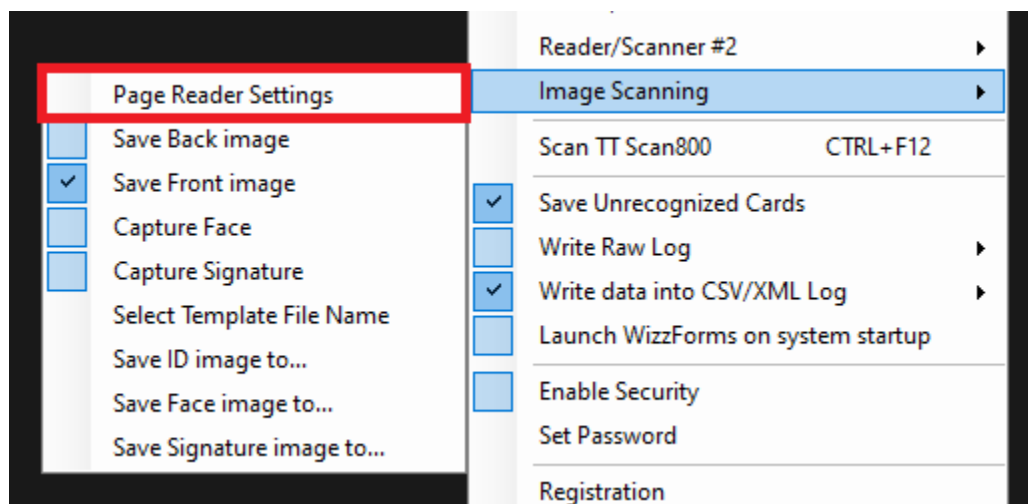 Reader/Scanner #2
Image Scanning
Scan TT Scan800 CTRL+F12
Save Unrecognized Cards
Write Raw Log
Write data into CSV/XML Log
Launch WizzForms on system startup
Enable Security
Set Password
Registration
Page Reader Settings
Save Back image
Save Front image
Capture Face
Capture Signature
Select Template File Name
Save ID image to...
Save Face image to...
Save Signature image to...